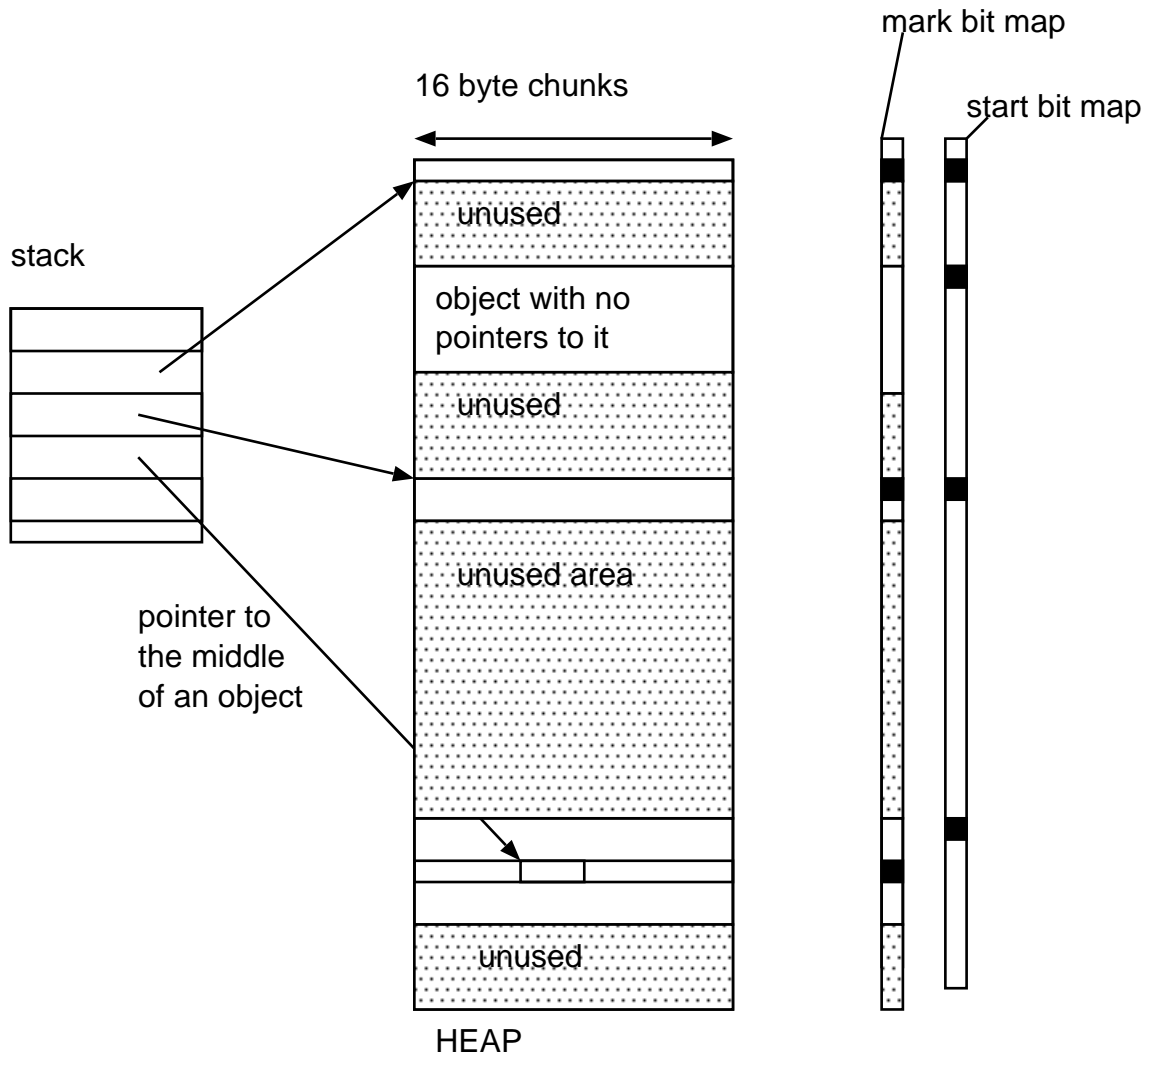 mark bit map
16 byte chunks
start bit map
unused
stack
object with no
pointers to it
unused
unused area
pointer to
the middle
of an object
unused
HEAP